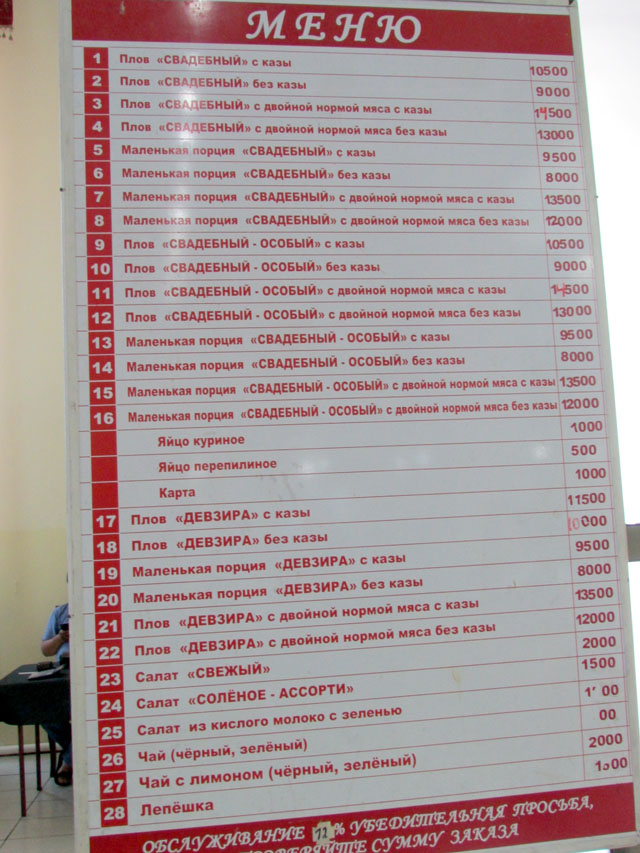 МЕНЮ
1 Плов «СВАДЕБНЫЙ» с казы 10500
2 Плов «СВАДЕБНЫЙ» без казы 9000
3 Плов «СВАДЕБНЫЙ» с двойной нормой мяса с казы 14500
4 Плов «СВАДЕБНЫЙ» с двойной нормой мяса без казы 13000
5 Маленькая порция «СВАДЕБНЫЙ» с казы 9500
6 Маленькая порция «СВАДЕБНЫЙ» без казы 8000
7 Маленькая порция «СВАДЕБНЫЙ» с двойной нормой мяса с казы 13500
8 Маленькая порция «СВАДЕБНЫЙ» с двойной нормой мяса без казы 12000
9 Плов «СВАДЕБНЫЙ - ОСОБЫЙ» с казы 10500
10 Плов «СВАДЕБНЫЙ - ОСОБЫЙ» без казы 9000
11 Плов «СВАДЕБНЫЙ - ОСОБЫЙ» с двойной нормой мяса с казы 14500
12 Плов «СВАДЕБНЫЙ - ОСОБЫЙ» с двойной нормой мяса без казы 13000
13 Маленькая порция «СВАДЕБНЫЙ - ОСОБЫЙ» с казы 9500
14 Маленькая порция «СВАДЕБНЫЙ - ОСОБЫЙ» без казы 8000
15 Маленькая порция «СВАДЕБНЫЙ - ОСОБЫЙ» с двойной нормой мяса с казы 13500
16 Маленькая порция «СВАДЕБНЫЙ - ОСОБЫЙ» с двойной нормой мяса без казы 12000
Яйцо куриное 1000
Яйцо перепилиное 500
Карта 1000
17 Плов «ДЕВЗИРА» с казы 11500
18 Плов «ДЕВЗИРА» без казы 10000
19 Маленькая порция «ДЕВЗИРА» с казы 9500
20 Маленькая порция «ДЕВЗИРА» без казы 8000
21 Плов «ДЕВЗИРА» с двойной нормой мяса с казы 13500
22 Плов «ДЕВЗИРА» с двойной нормой мяса без казы 12000
23 Салат «СВЕЖЫЙ» 2000
24 Салат «СОЛЁНОЕ - АССОРТИ» 1500
25 Салат из кислого молоко с зеленью
26 Чай (чёрный, зелёный) 00
27 Чай с лимоном (чёрный, зелёный) 2000
28 Лепёшка
ОБСЛУЖИВАНИЕ 12% УБЕДИТЕЛЬНАЯ ПРОСЬБА,
СУММУ ЗАКАЗА